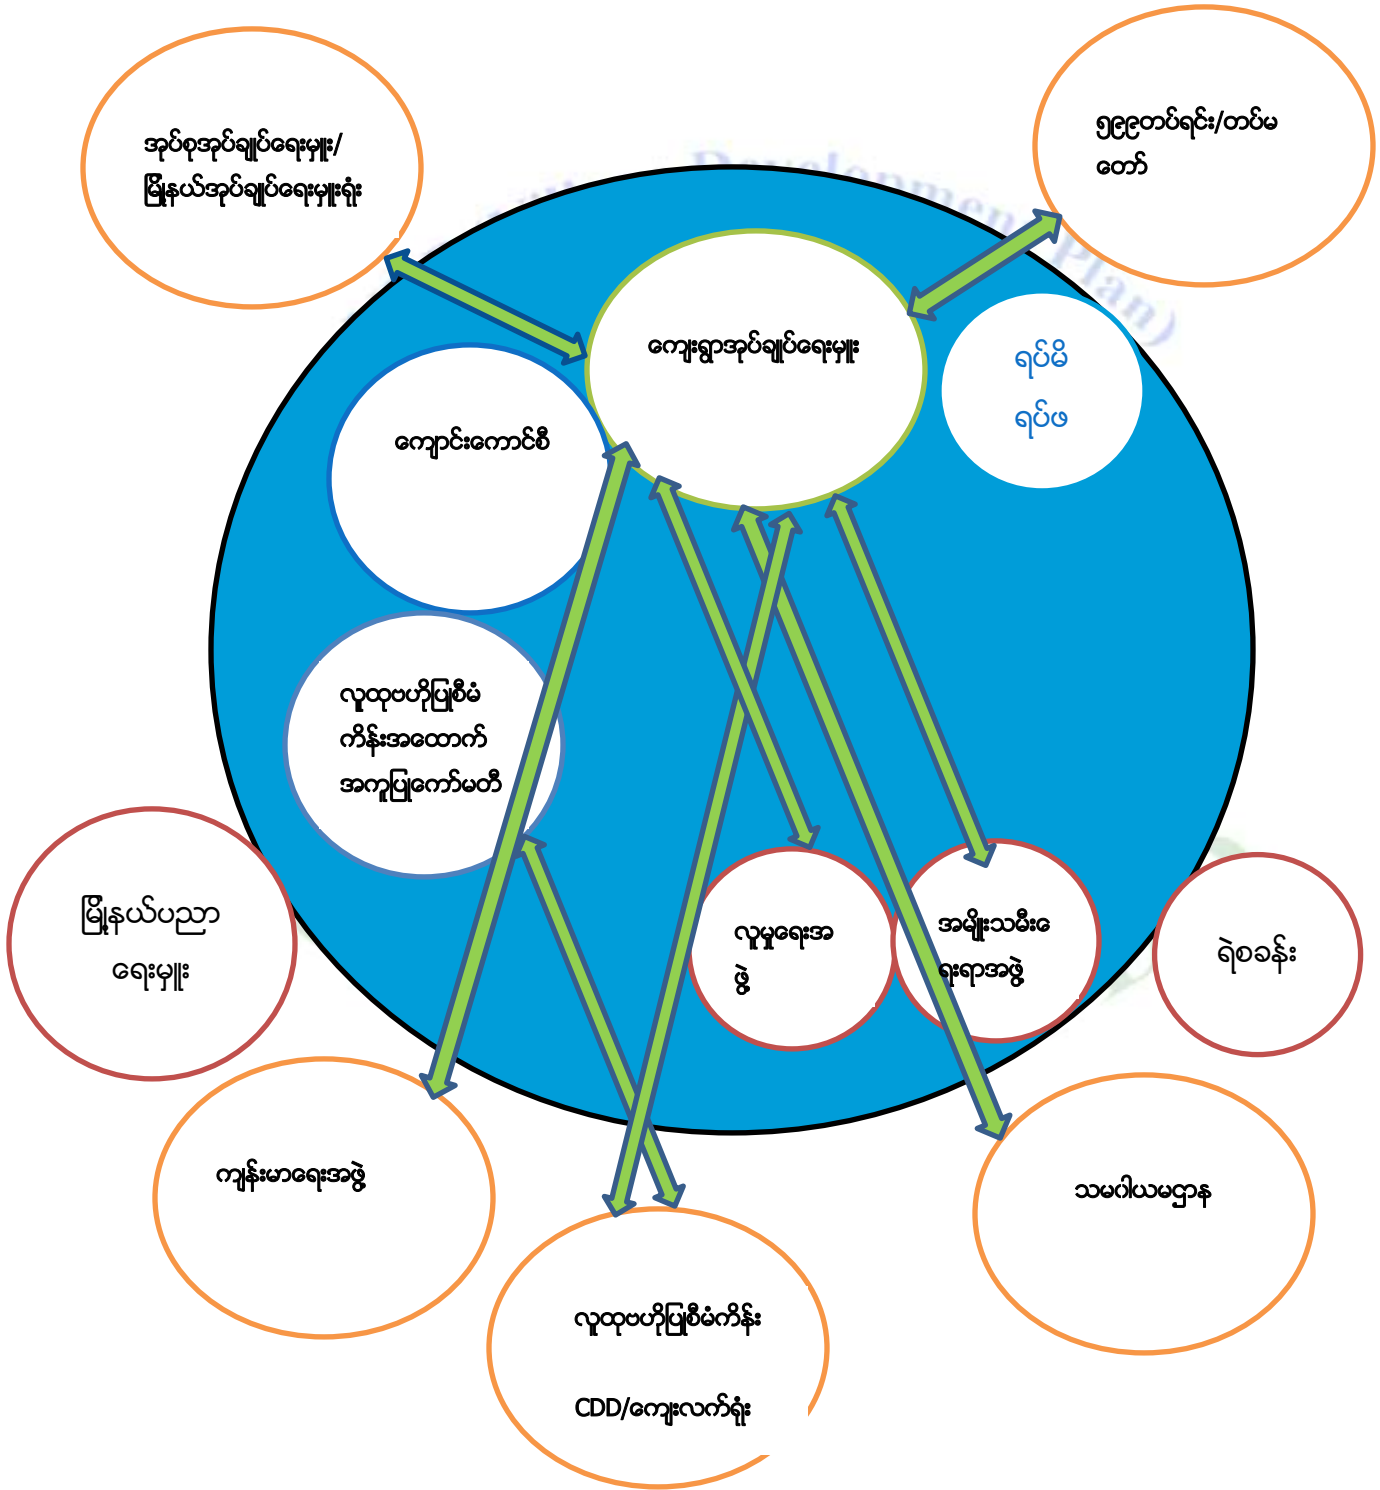 Development Plan)
အုပ်စုအုပ်ချုပ်ရေးမှူး/
မြို့နယ်အုပ်ချုပ်ရေးမှူးရုံး
၅၉၉တပ်ရင်း/တပ်မ
တော်
ကျေးရွာအုပ်ချုပ်ရေးမှူး
ရပ်မိ
ရပ်ဖ
ကျောင်းကောင်စီ
လူထုဗဟိုပြုစီမံ
ကိန်းအထောက်
အကူပြုကော်မတီ
မြို့နယ်ပညာ
ရေးမှူး
လူမှုရေးအ
ဖွဲ့
အမျိုးသမီးေ
ရးရာအဖွဲ့
ရဲစခန်း
ကျန်းမာရေးအဖွဲ့
သမဝါယမဌာန
လူထုဗဟိုပြုစီမံကိန်း
CDD/ကျေးလက်ရုံး